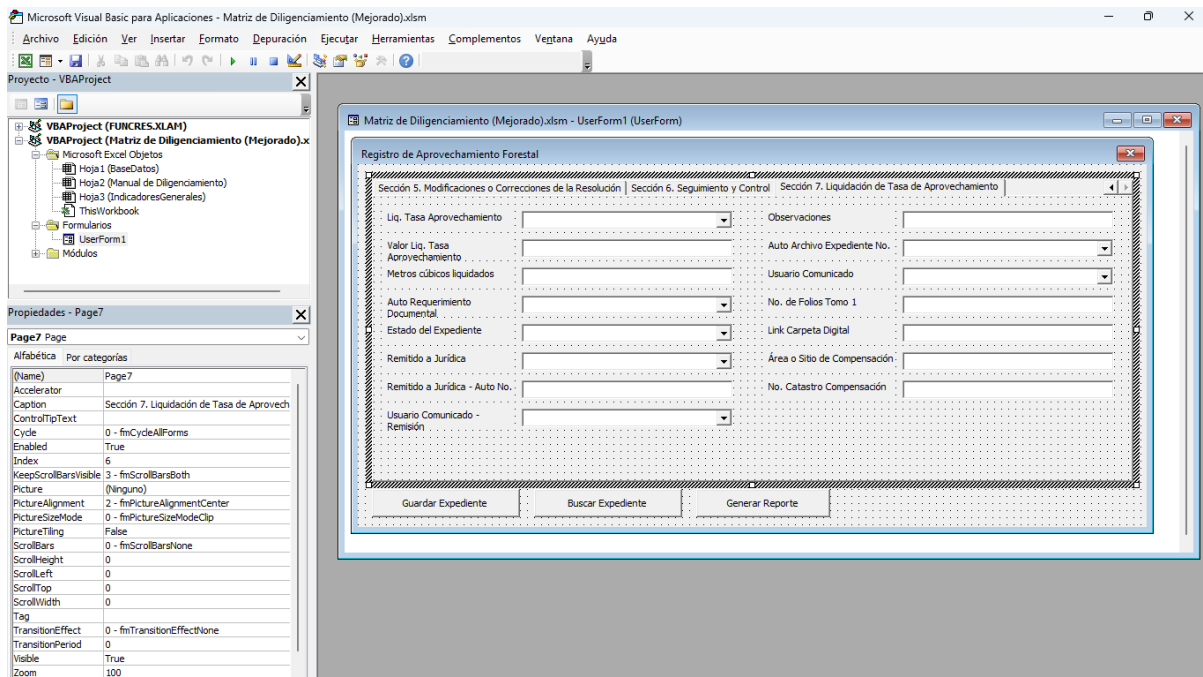 Microsoft Visual Basic para Aplicaciones - Matriz de Diligenciamiento (Mejorado).xlsm
Archivo Edición Ver Insertar Formato Depuración Ejecutar Herramientas Complementos Ventana Ayuda
Proyecto - VBAProject
VBAProject (FUNCRES.XLAM)
VBAProject (Matriz de Diligenciamiento (Mejorado).x
Microsoft Excel Objetos
Hoja1 (BaseDatos)
Hoja2 (Manual de Diligenciamiento)
Hoja3 (IndicadoresGenerales)
ThisWorkbook
Formularios
UserForm1
Módulos
Propiedades - Page7
Page7 Page
Alfabética Por categorías
(Name) Page7
Accelerator
Caption Sección 7. Liquidación de Tasa de Aprovech
ControlTipText
Cycle 0 - fmCycleAllForms
Enabled True
Index 6
KeepScrollBarsVisible 3 - fmScrollBarsBoth
Picture (Ninguno)
PictureAlignment 2 - fmPictureAlignmentCenter
PictureSizeMode 0 - fmPictureSizeModeClip
PictureTiling False
ScrollBars 0 - fmScrollBarsNone
ScrollHeight 0
ScrollLeft 0
ScrollTop 0
ScrollWidth 0
Tag
TransitionEffect 0 - fmTransitionEffectNone
TransitionPeriod 0
Visible True
Zoom 100
Matriz de Diligenciamiento (Mejorado).xlsm - UserForm1 (UserForm)
Registro de Aprovechamiento Forestal
Sección 5. Modificaciones o Correcciones de la Resolución Sección 6. Seguimiento y Control Sección 7. Liquidación de Tasa de Aprovechamiento
Liq. Tasa Aprovechamiento
Valor Liq. Tasa
Aprovechamiento
Metros cúbicos liquidados
Auto Requerimiento
Documental
Estado del Expediente
Remitido a Jurídica
Remitido a Jurídica - Auto No.
Usuario Comunicado -
Remisión
Observaciones
Auto Archivo Expediente No.
Usuario Comunicado
No. de Folios Tomo 1
Link Carpeta Digital
Área o Sitio de Compensación
No. Catastro Compensación
Guardar Expediente Buscar Expediente Generar Reporte